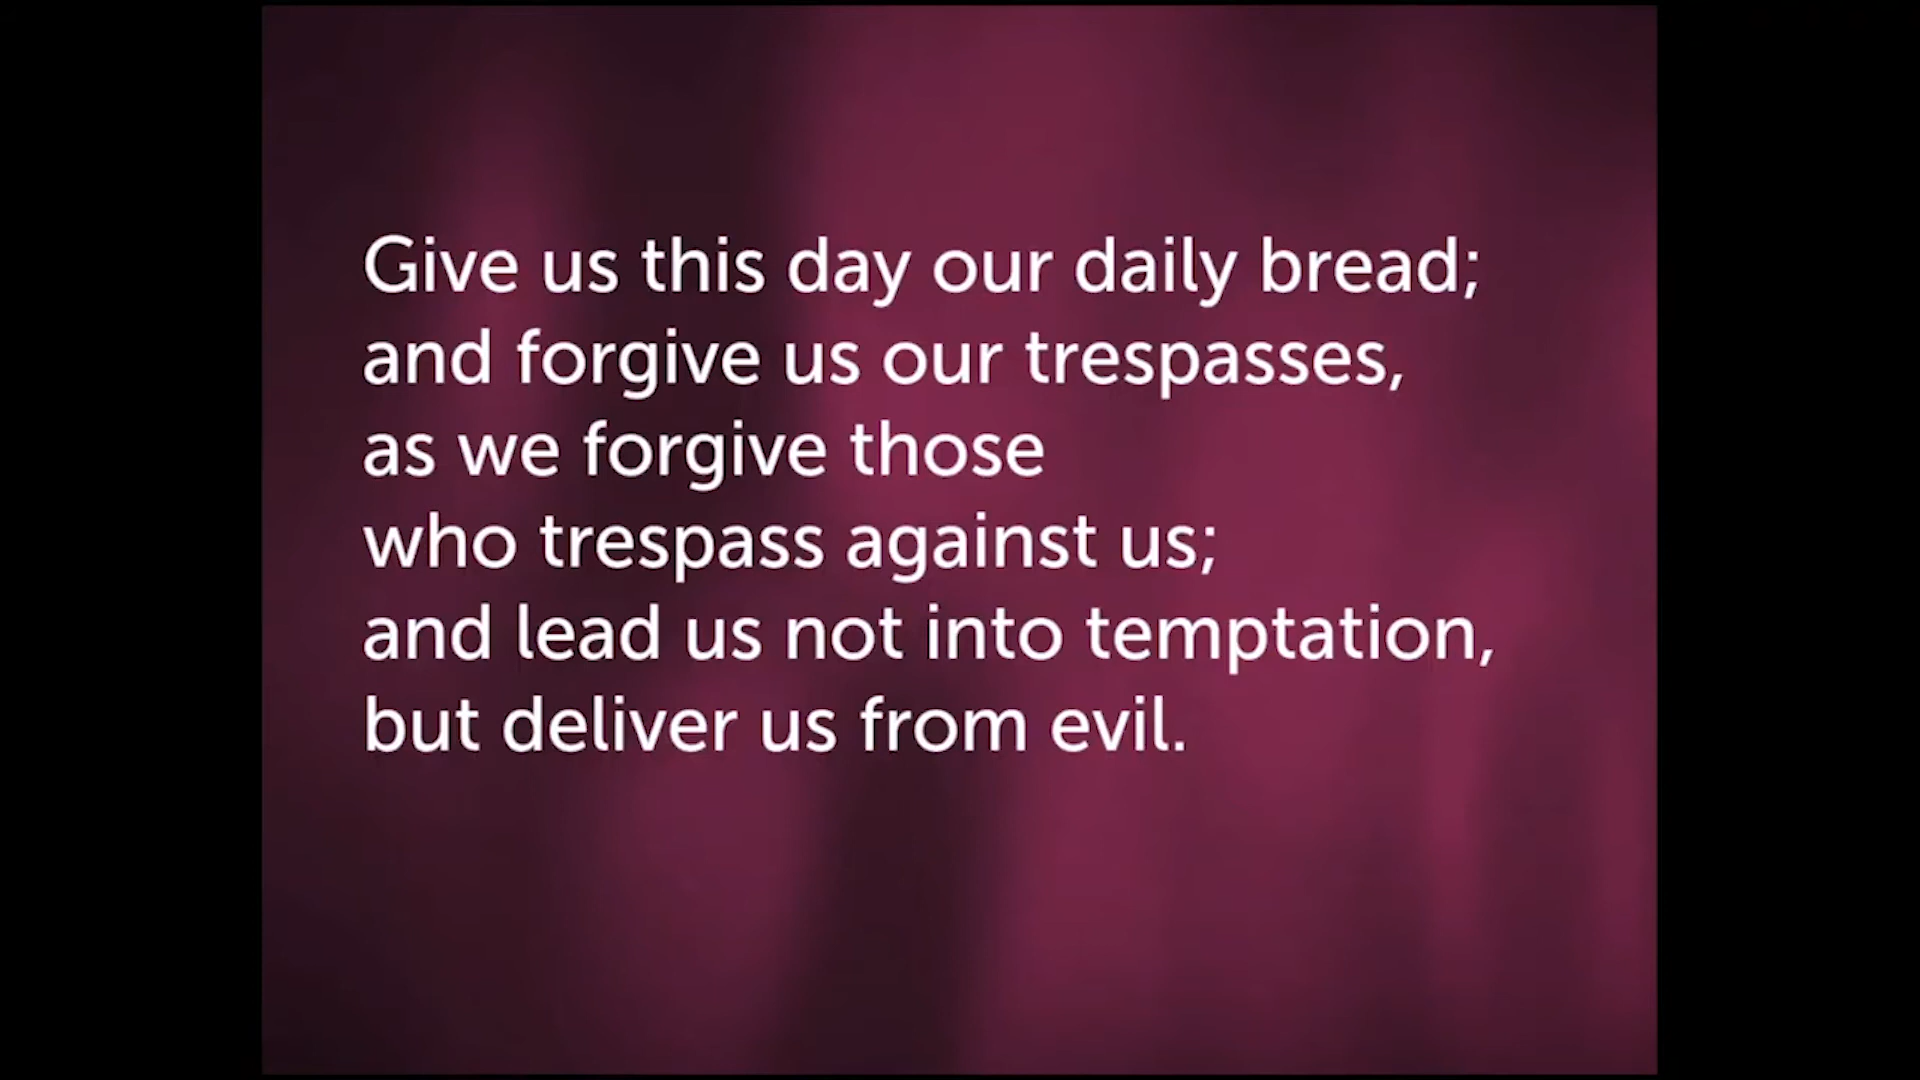 Give us this day our daily bread;
and forgive us our trespasses,
as we forgive those
who trespass against us;
and lead us not into temptation,
but deliver us from evil.